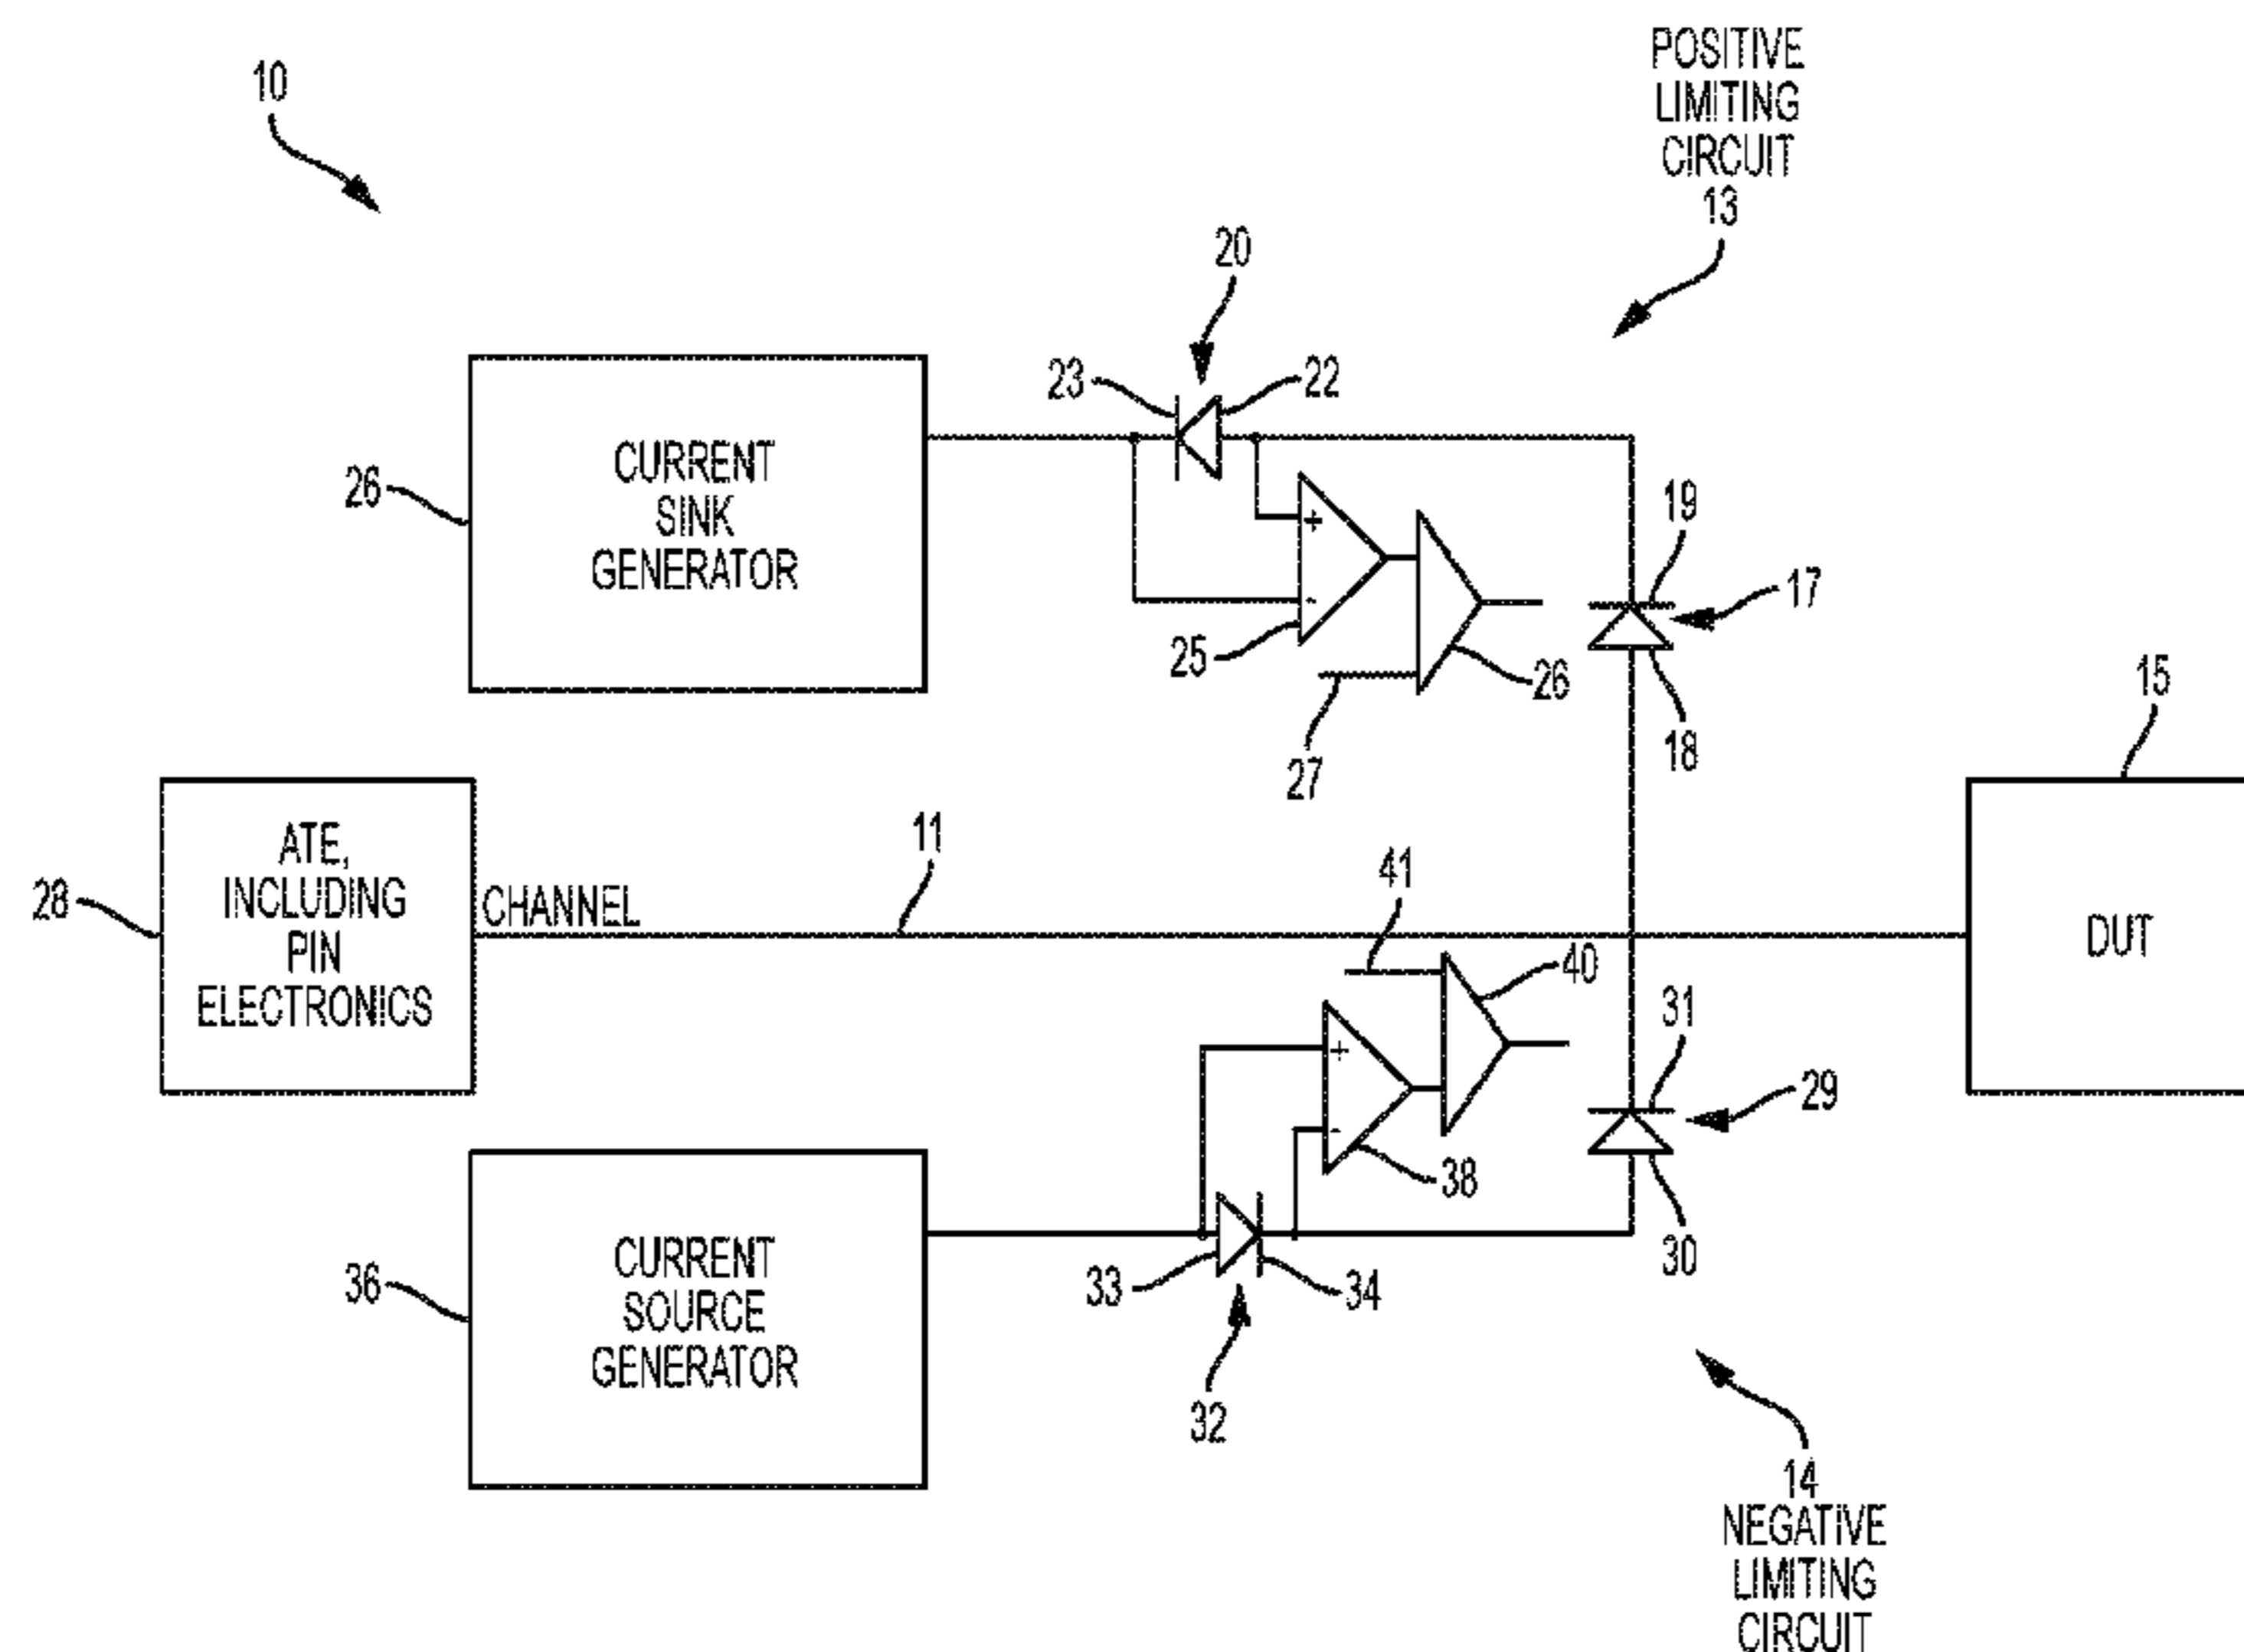 10
POSITIVE
LIMITING
CIRCUIT
13
20
23
22
26
CURRENT
SINK
GENERATOR
+
-
25
26
27
19
17
18
15
DUT
28
ATE,
INCLUDING
PIN
ELECTRONICS
CHANNEL
11
41
40
+
-
38
31
29
30
36
CURRENT
SOURCE
GENERATOR
33
34
32
14
NEGATIVE
LIMITING
CIRCUIT